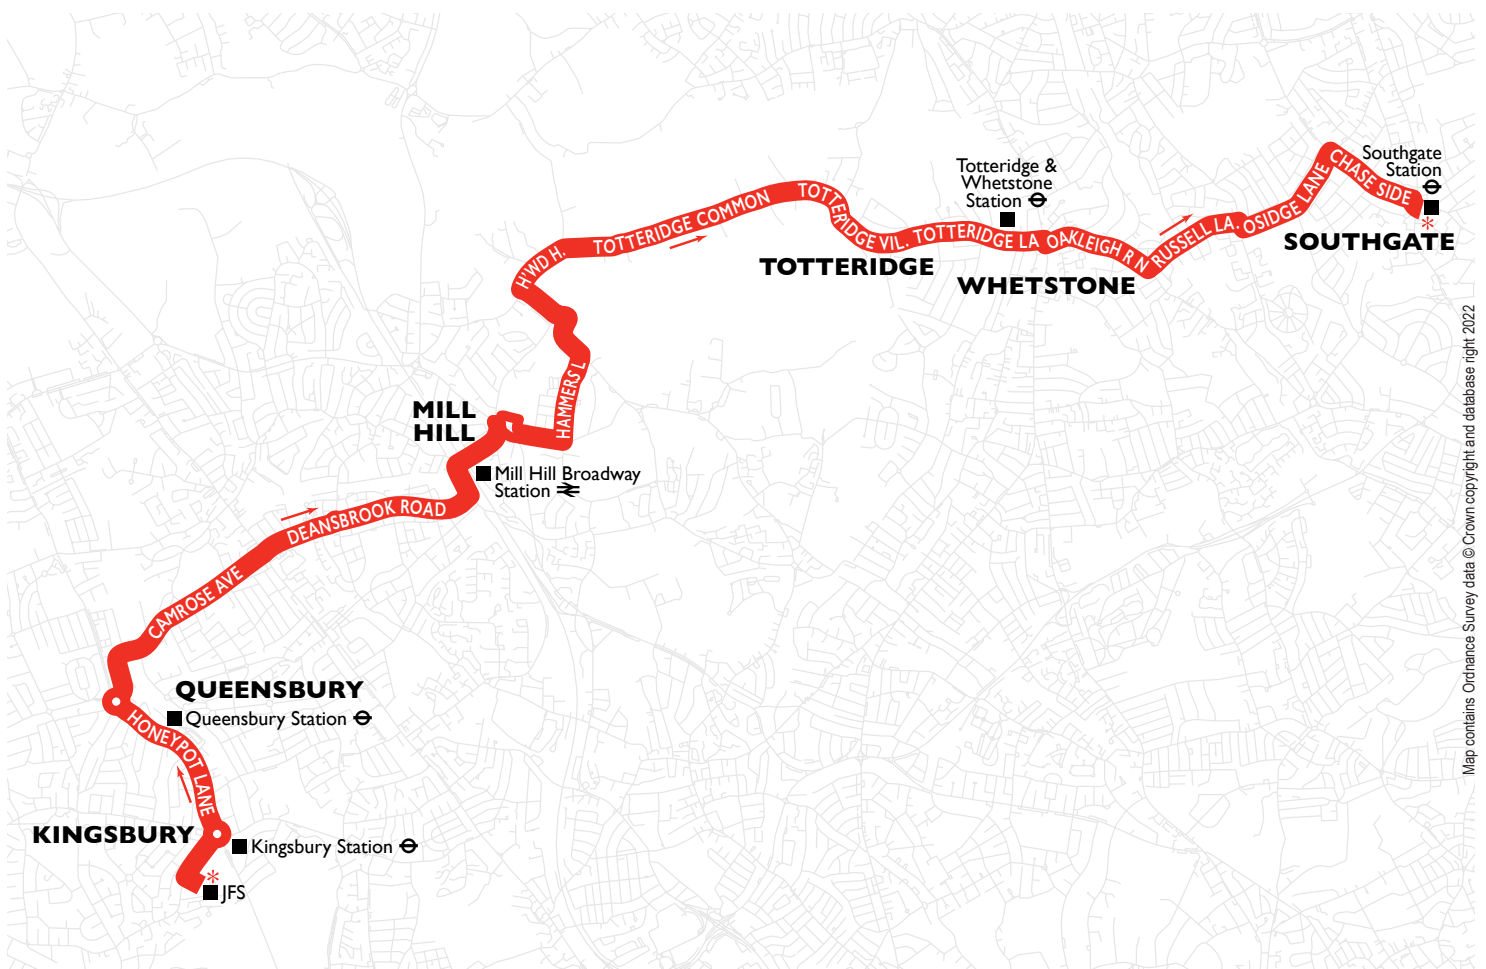 Totteridge &
Whetstone
Station
Southgate
Station
CHASE SIDE
OSIDGE LANE
SOUTHGATE
RUSSELL LA.
OAKLEIGH R N
TOTTERIDGE LA
TOTTERIDGE VIL.
TOTTERIDGE COMMON
H'WD H.
TOTTERIDGE
WHETSTONE
HAMMERS L
MILL
HILL
Mill Hill Broadway
Station
DEANSBROOK ROAD
CAMROSE AVE
QUEENSBURY
Queensbury Station
HONEYPOT LANE
KINGSBURY
Kingsbury Station
JFS
Map contains Ordnance Survey data © Crown copyright and database right 2022